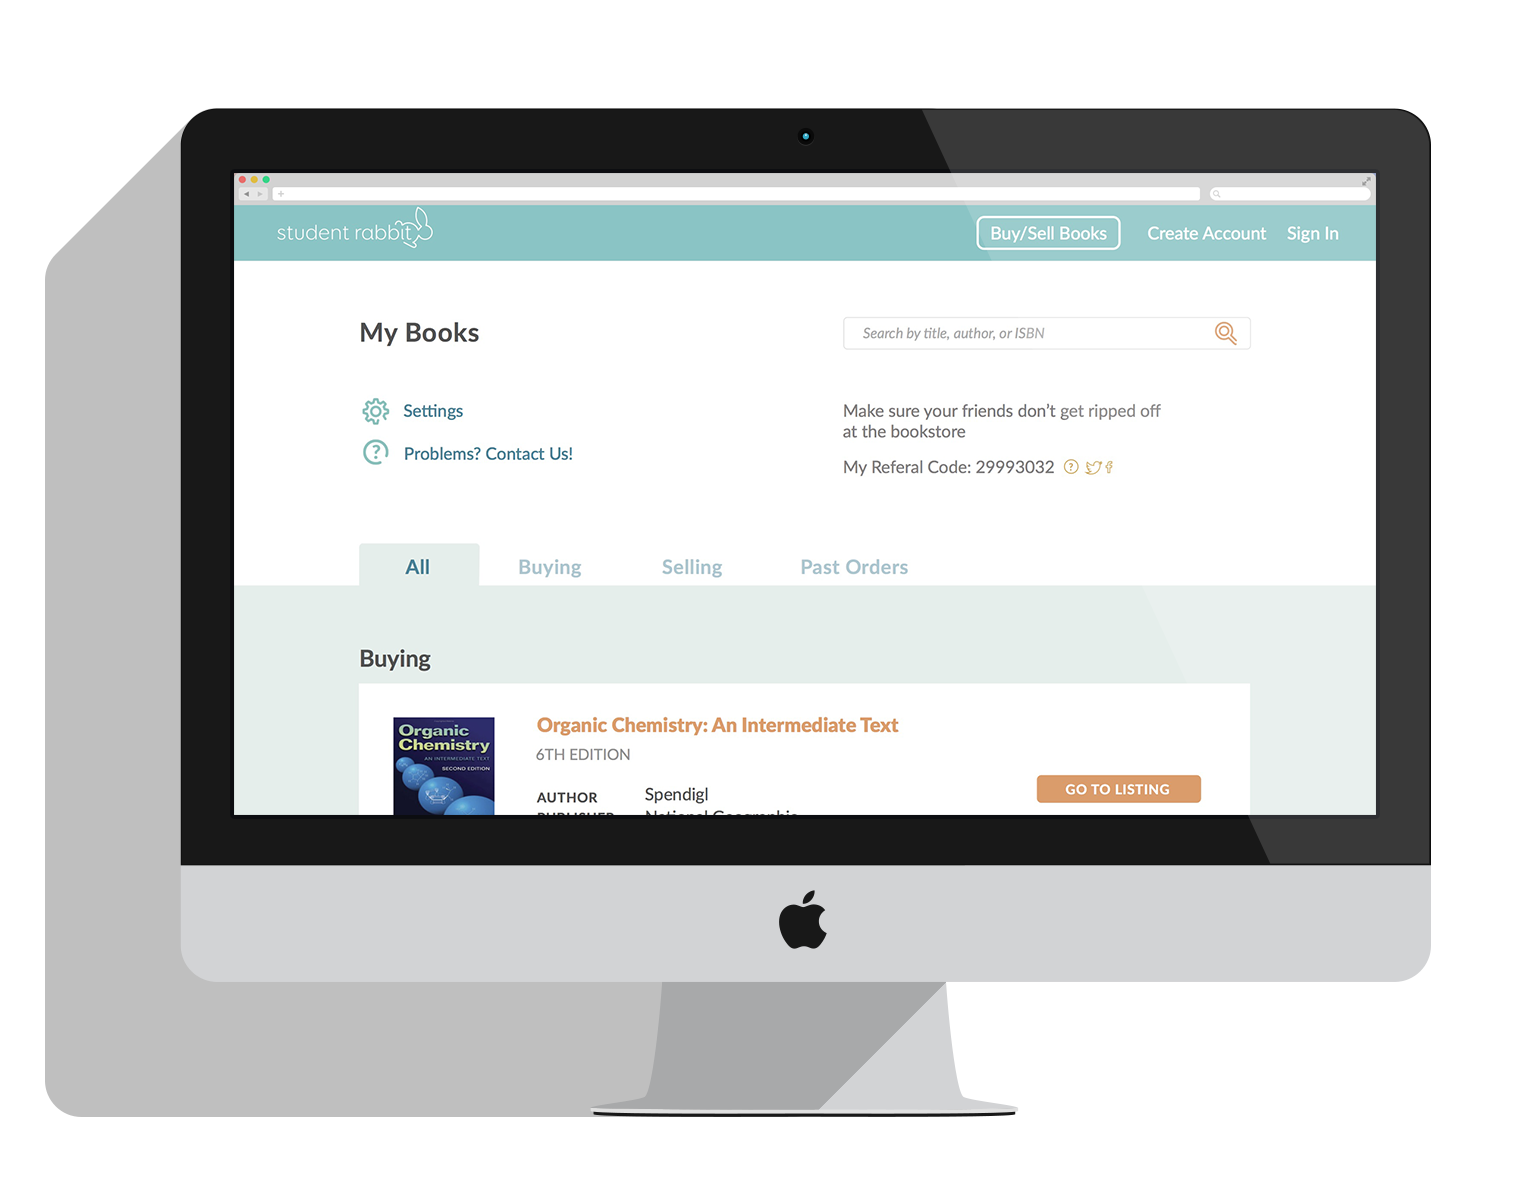 student rabbit
Buy/Sell Books
Create Account
Sign In
My Books
Search by title, author, or ISBN
Settings
Problems? Contact Us!
Make sure your friends don't get ripped off
at the bookstore
My Referal Code: 29993032
All
Buying
Selling
Past Orders
Buying
Organic
Chemistry
AN INTERMEDIATE TEXT
SECOND EDITION
Organic Chemistry: An Intermediate Text
6TH EDITION
AUTHOR
Spendigl
GO TO LISTING
PUBLISHER
National Geographic